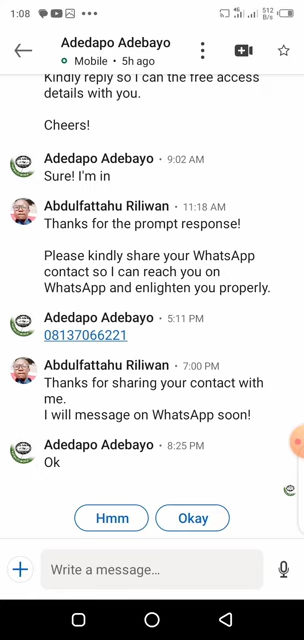 1:08
512
B/s
Adedapo Adebayo
Mobile • 5h ago
Kindly reply so I can the free access
details with you.
Cheers!
Adedapo Adebayo • 9:02 AM
Sure! I'm in
Abdulfattahu Riliwan • 11:18 AM
Thanks for the prompt response!
Please kindly share your WhatsApp
contact so I can reach you on
WhatsApp and enlighten you properly.
Adedapo Adebayo • 5:11 PM
08137066221
Abdulfattahu Riliwan • 7:00 PM
Thanks for sharing your contact with
me.
I will message on WhatsApp soon!
Adedapo Adebayo • 8:25 PM
Ok
Hmm
Okay
Write a message…